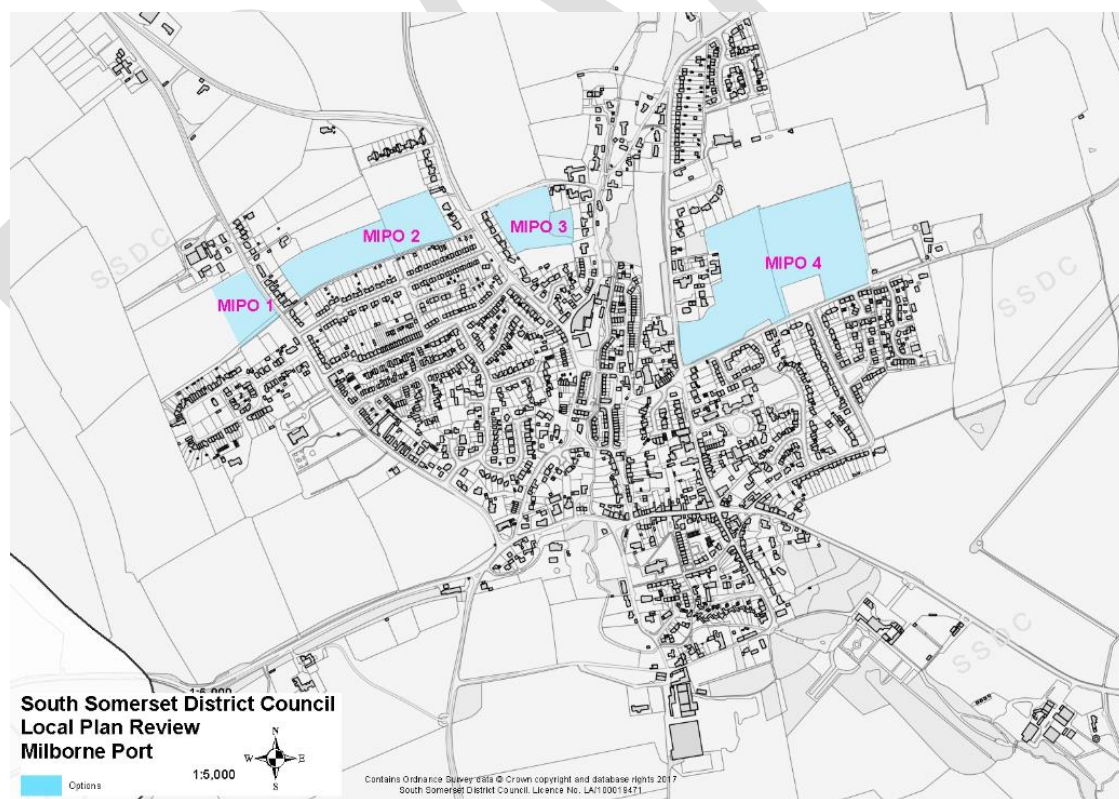 MIPO 3
MIPO 2
MIPO 4
MIPO 1
SSDC
SSDC
SSDC
1:5,000
South Somerset District Council
Local Plan Review
Milborne Port
N
W E
S
1:5,000
Options
Contains Ordnance Survey data © Crown copyright and database rights 2017
South Somerset District Council. Licence No. LA/100019471